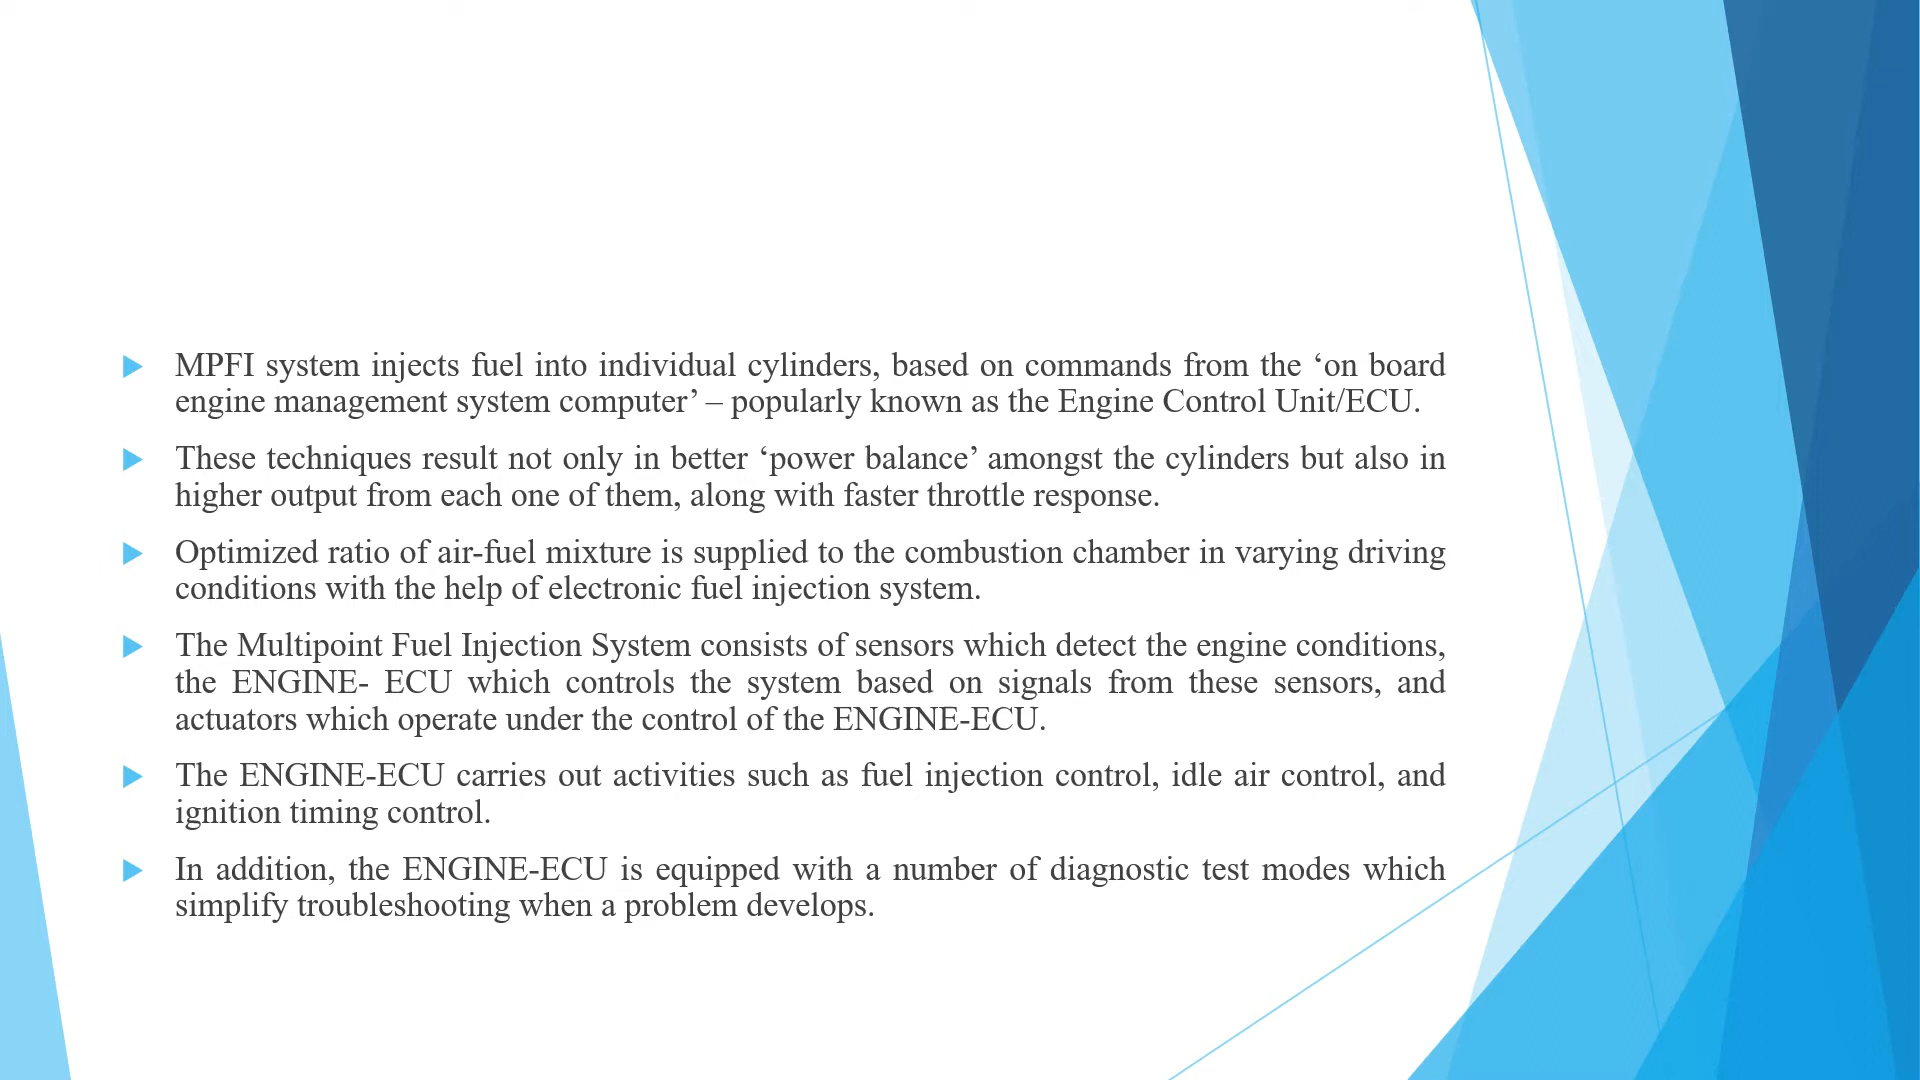 MPFI system injects fuel into individual cylinders, based on commands from the ‘on board
engine management system computer’ – popularly known as the Engine Control Unit/ECU.
These techniques result not only in better ‘power balance’ amongst the cylinders but also in
higher output from each one of them, along with faster throttle response.
Optimized ratio of air-fuel mixture is supplied to the combustion chamber in varying driving
conditions with the help of electronic fuel injection system.
The Multipoint Fuel Injection System consists of sensors which detect the engine conditions,
the ENGINE- ECU which controls the system based on signals from these sensors, and
actuators which operate under the control of the ENGINE-ECU.
The ENGINE-ECU carries out activities such as fuel injection control, idle air control, and
ignition timing control.
In addition, the ENGINE-ECU is equipped with a number of diagnostic test modes which
simplify troubleshooting when a problem develops.